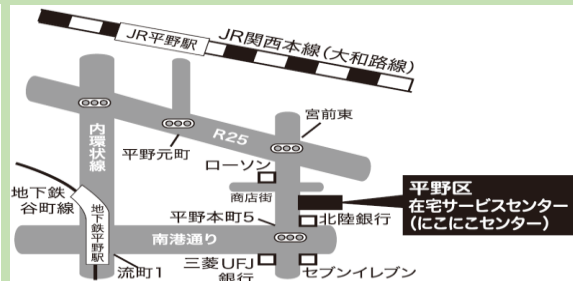 JR平野駅
JR関西本線(大和路線)
宮前東
内環状線
R25
平野元町
ローソン
地下鉄
谷町線
商店街
平野区
在宅サービスセンター
(にこにこセンター)
地下鉄平野駅
平野本町5
北陸銀行
南港通り
流町1
三菱UFJ
銀行
セブンイレブン